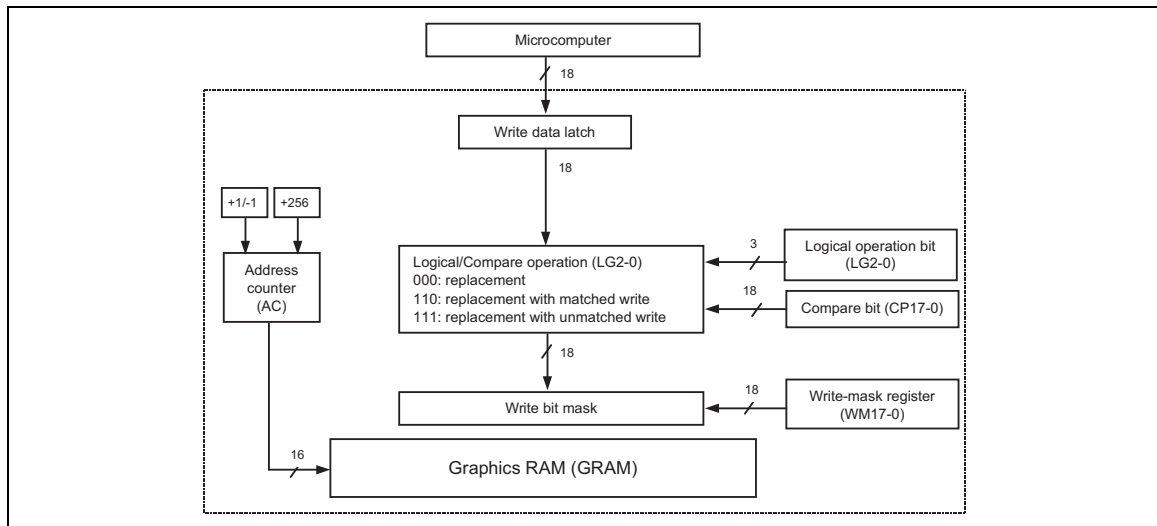 Microcomputer
18
Write data latch
18
+1/-1
+256
Address
counter
(AC)
Logical/Compare operation (LG2-0)
000: replacement
110: replacement with matched write
111: replacement with unmatched write
3
Logical operation bit
(LG2-0)
18
Compare bit (CP17-0)
18
Write bit mask
18
Write-mask register
(WM17-0)
16
Graphics RAM (GRAM)